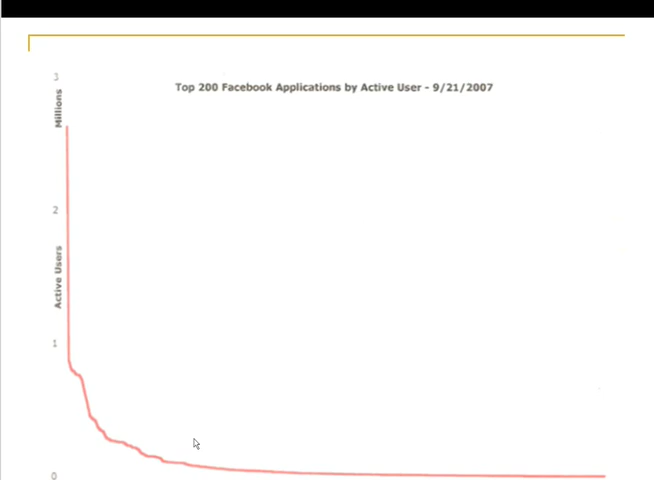 Top 200 Facebook Applications by Active User - 9/21/2007
3
Millions
2
Active Users
1
0